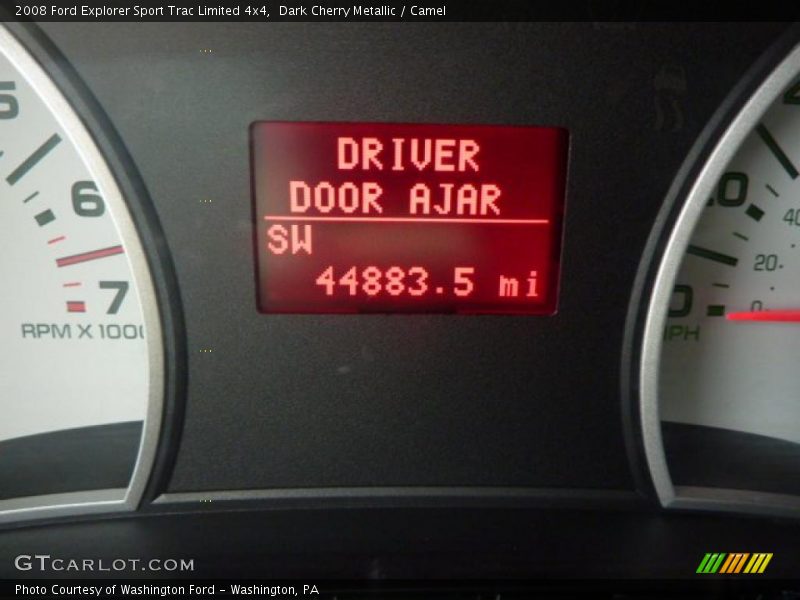 2008 Ford Explorer Sport Trac Limited 4x4, Dark Cherry Metallic / Camel
DRIVER
DOOR AJAR
SW
44883.5 mi
5
6
7
RPM X 1000
40
20
0
MPH
GTCARLOT.COM
Photo Courtesy of Washington Ford - Washington, PA